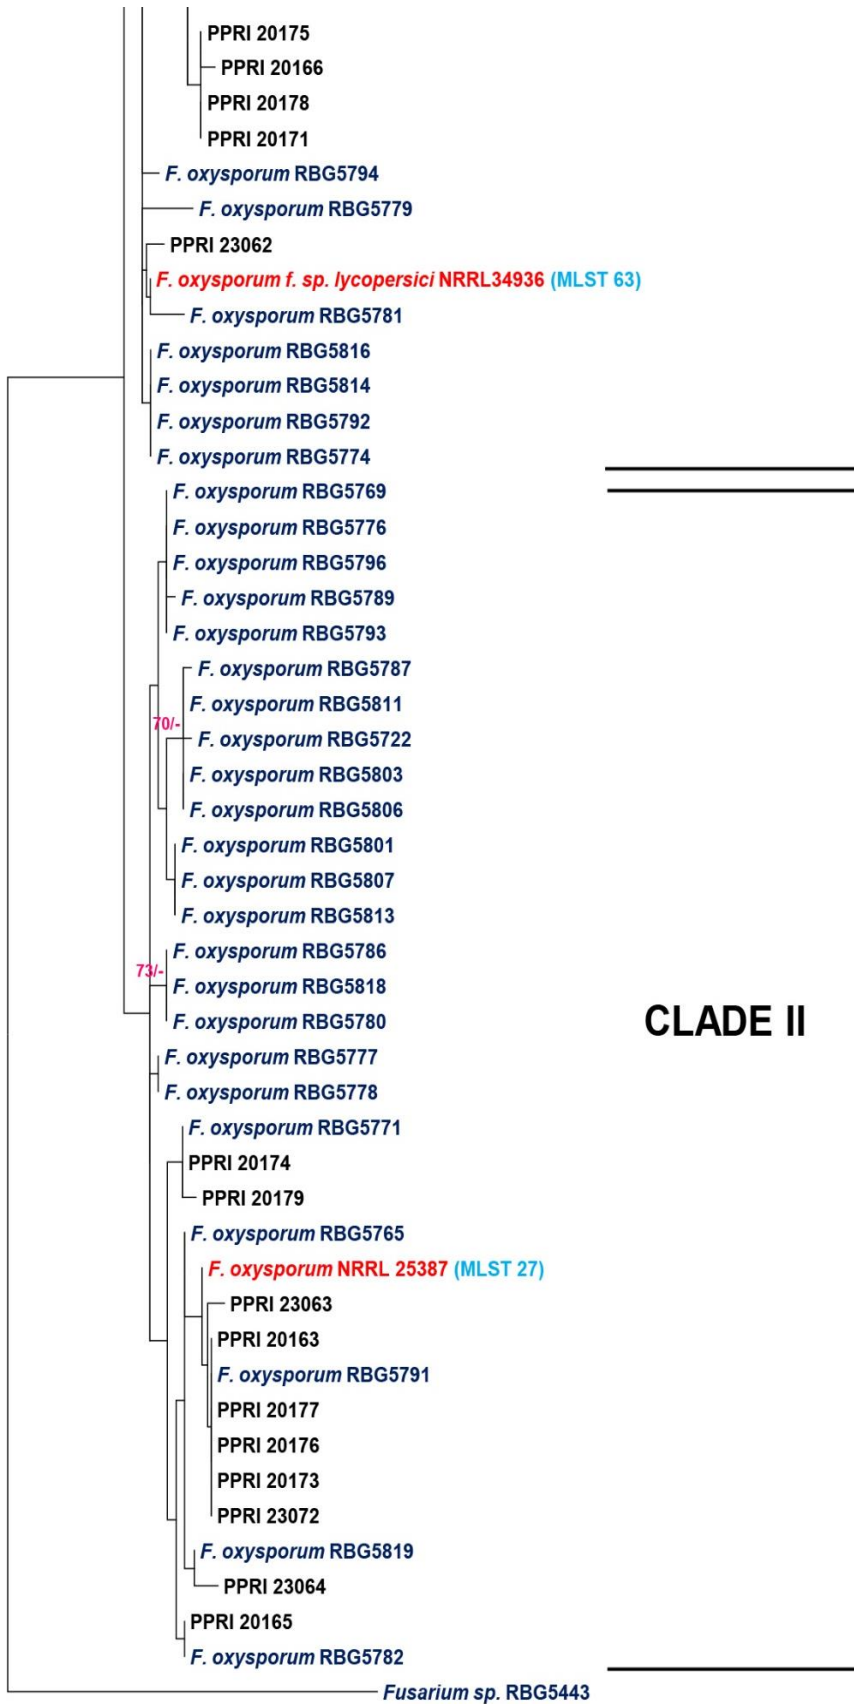 PPRI 20175
PPRI 20166
PPRI 20178
PPRI 20171
F. oxysporum RBG5794
F. oxysporum RBG5779
PPRI 23062
F. oxysporum f. sp. lycopersici NRRL34936 (MLST 63)
F. oxysporum RBG5781
F. oxysporum RBG5816
F. oxysporum RBG5814
F. oxysporum RBG5792
F. oxysporum RBG5774
F. oxysporum RBG5769
F. oxysporum RBG5776
F. oxysporum RBG5796
F. oxysporum RBG5789
F. oxysporum RBG5793
F. oxysporum RBG5787
F. oxysporum RBG5811
70/-
F. oxysporum RBG5722
F. oxysporum RBG5803
F. oxysporum RBG5806
F. oxysporum RBG5801
F. oxysporum RBG5807
F. oxysporum RBG5813
F. oxysporum RBG5786
73/-
F. oxysporum RBG5818
F. oxysporum RBG5780
CLADE II
F. oxysporum RBG5777
F. oxysporum RBG5778
F. oxysporum RBG5771
PPRI 20174
PPRI 20179
F. oxysporum RBG5765
F. oxysporum NRRL 25387 (MLST 27)
PPRI 23063
PPRI 20163
F. oxysporum RBG5791
PPRI 20177
PPRI 20176
PPRI 20173
PPRI 23072
F. oxysporum RBG5819
PPRI 23064
PPRI 20165
F. oxysporum RBG5782
Fusarium sp. RBG5443